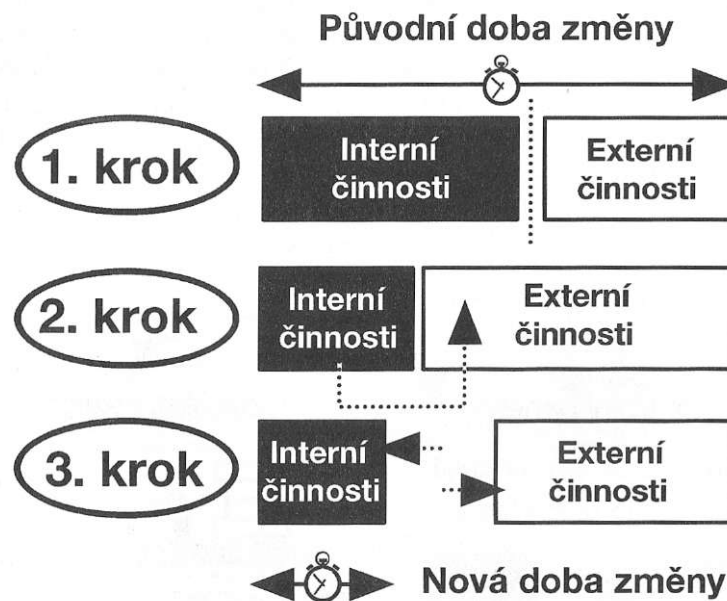 Původní doba změny
1. krok
Interní
činnosti
Externí
činnosti
2. krok
Interní
činnosti
Externí
činnosti
3. krok
Interní
činnosti
Externí
činnosti
Nová doba změny